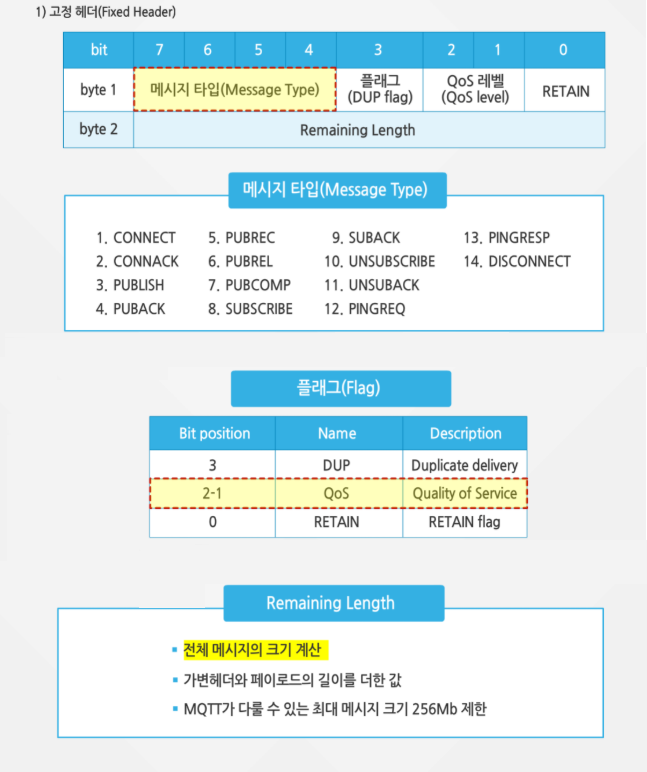 1) 고정 헤더(Fixed Header)
bit 7 6 5 4 3 2 1 0
byte 1 메시지 타입(Message Type) 플래그 (DUP flag) QoS 레벨 (QoS level) RETAIN
byte 2 Remaining Length
메시지 타입(Message Type)
1. CONNECT 5. PUBREC 9. SUBACK 13. PINGRESP
2. CONNACK 6. PUBREL 10. UNSUBSCRIBE 14. DISCONNECT
3. PUBLISH 7. PUBCOMP 11. UNSUBACK
4. PUBACK 8. SUBSCRIBE 12. PINGREQ
플래그(Flag)
Bit position Name Description
3 DUP Duplicate delivery
2-1 QoS Quality of Service
0 RETAIN RETAIN flag
Remaining Length
▪ 전체 메시지의 크기 계산
▪ 가변헤더와 페이로드의 길이를 더한 값
▪ MQTT가 다룰 수 있는 최대 메시지 크기 256Mb 제한